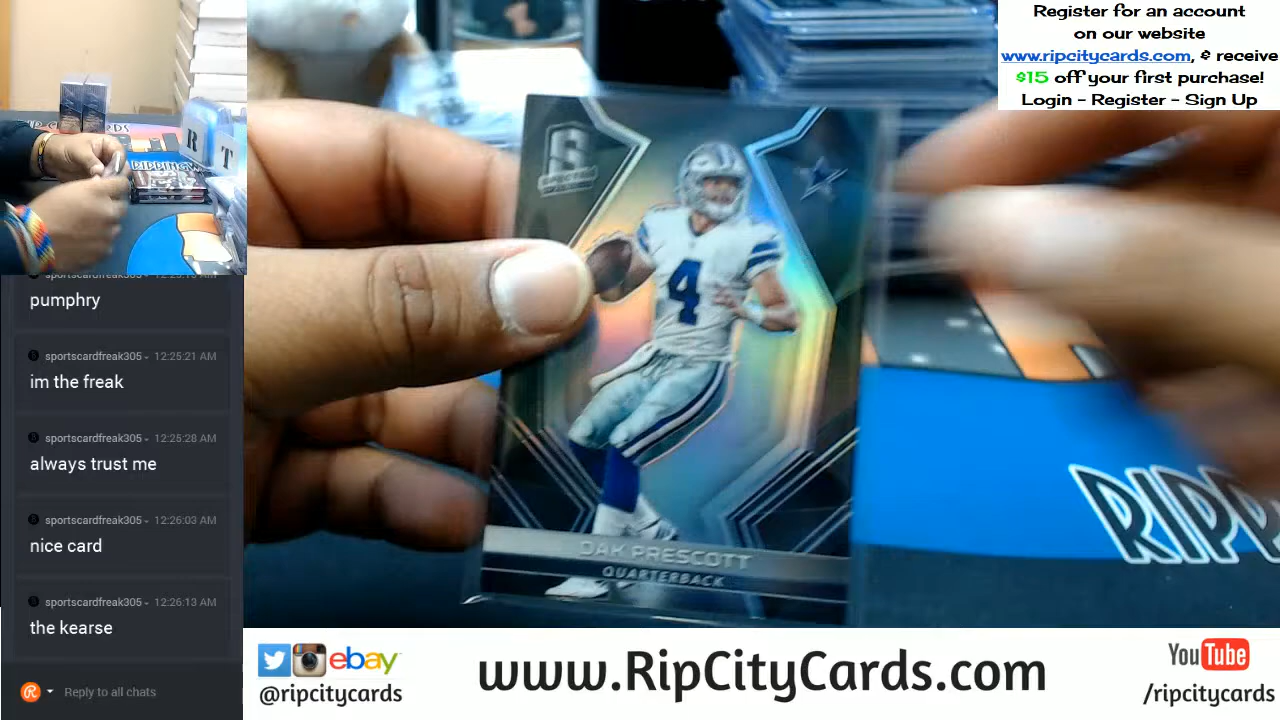 Register for an account
on our website
www.ripcitycards.com, & receive
$15 off your first purchase!
Login - Register - Sign Up
R
T
RIPPING
pumphry
sportscardfreak305 12:25:21 AM
im the freak
sportscardfreak305 12:25:28 AM
always trust me
sportscardfreak305 12:26:03 AM
nice card
sportscardfreak305 12:26:13 AM
the kearse
Reply to all chats
4
DAK PRESCOTT
QUARTERBACK
RIPP
ebay
@ripcitycards
www.RipCityCards.com
YouTube
/ripcitycards